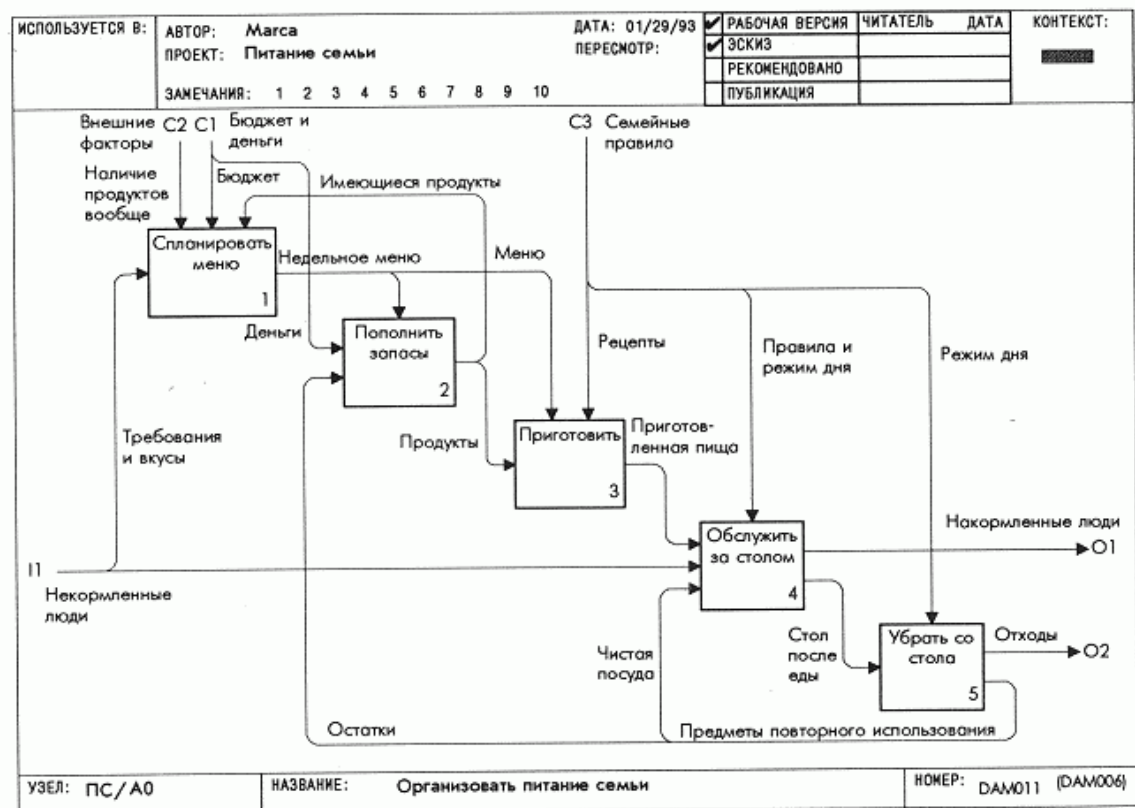 ИСПОЛЬЗУЕТСЯ В:
АВТОР: Marca
ДАТА: 01/29/93
ПРОЕКТ: Питание семьи
ПЕРЕСМОТР:
ЗАМЕЧАНИЯ: 1 2 3 4 5 6 7 8 9 10
✔ РАБОЧАЯ ВЕРСИЯ
✔ ЭСКИЗ
РЕКОМЕНДОВАНО
ПУБЛИКАЦИЯ
ЧИТАТЕЛЬ ДАТА
КОНТЕКСТ:
Внешние
факторы
C2
C1
Бюджет и
деньги
C3
Семейные
правила
Наличие
продуктов
вообще
Бюджет
Имеющиеся продукты
Спланировать
меню
1
Недельное меню
Меню
Деньги
Пополнить
запасы
2
Рецепты
Правила и
режим дня
Режим дня
Требования
и вкусы
Продукты
Приготовить
3
Приготов-
ленная пища
Обслужить
за столом
4
Накормленные люди
O1
I1
Некормленные
люди
Чистая
посуда
Стол
после
еды
Убрать со
стола
5
Отходы
O2
Остатки
Предметы повторного использования
УЗЕЛ: ПС/A0
НАЗВАНИЕ: Организовать питание семьи
НОМЕР: DAM011 (DAM006)